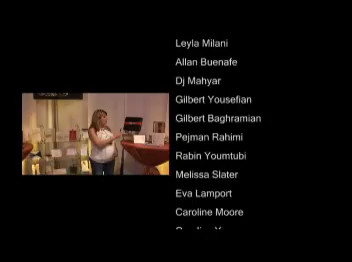 Leyla Milani
Allan Buenafe
Dj Mahyar
Gilbert Yousefian
Gilbert Baghramian
Pejman Rahimi
Rabin Youmtubi
Melissa Slater
Eva Lamport
Caroline Moore